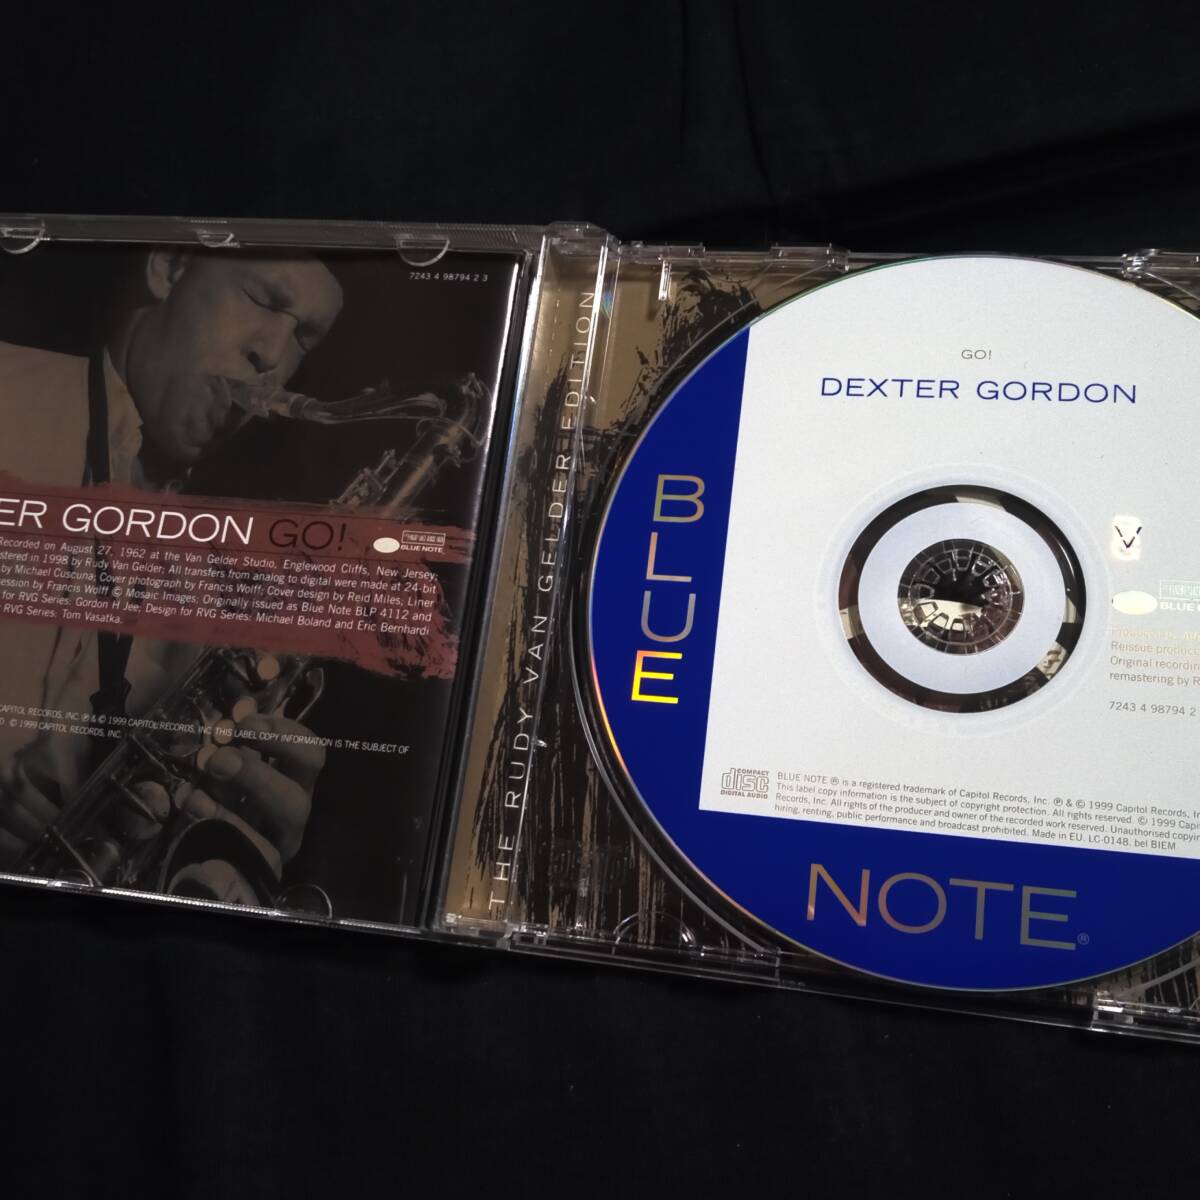 7243 4 98794 2 3
ER GORDON GO!
BLUE NOTE
Recorded on August 27, 1962 at the Van Gelder Studio, Englewood Cliffs, New Jersey;
stered in 1998 by Rudy Van Gelder; All transfers from analog to digital were made at 24-bit
by Michael Cuscuna; Cover photograph by Francis Wolff; Cover design by Reid Miles; Liner
session by Francis Wolff © Mosaic Images; Originally issued as Blue Note BLP 4112 and
for RVG Series: Gordon H Jee; Design for RVG Series: Michael Boland and Eric Bernhardi
RVG Series: Tom Vasatka.
CAPITOL RECORDS, INC. ℗ & © 1999 CAPITOL RECORDS, INC. THIS LABEL COPY INFORMATION IS THE SUBJECT OF
D. © 1999 CAPITOL RECORDS, INC.
THE RUDY VAN GELDER EDITION
GO!
DEXTER GORDON
BLUE
NOTE®
BLUE
Reissue produce
Original recordin
remastering by R
7243 4 98794 2
COMPACT
disc
DIGITAL AUDIO
BLUE NOTE ® is a registered trademark of Capitol Records, Inc. ℗ & © 1999 Capitol Records, In
This label copy information is the subject of copyright protection. All rights reserved. © 1999 Capi
Records, Inc. All rights of the producer and owner of the recorded work reserved. Unauthorised copyin
hiring, renting, public performance and broadcast prohibited. Made in EU. LC-0148. bel BIEM